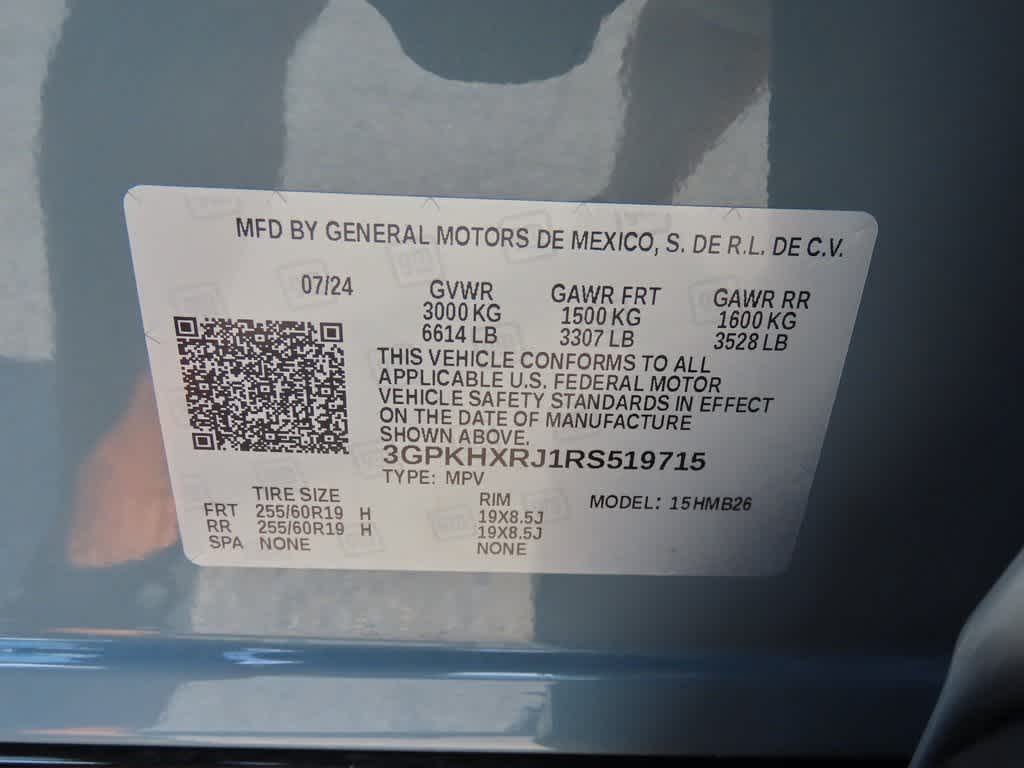 MFD BY GENERAL MOTORS DE MEXICO, S. DE R.L. DE C.V.
07/24 GVWR GAWR FRT GAWR RR
3000 KG 1500 KG 1600 KG
6614 LB 3307 LB 3528 LB
THIS VEHICLE CONFORMS TO ALL
APPLICABLE U.S. FEDERAL MOTOR
VEHICLE SAFETY STANDARDS IN EFFECT
ON THE DATE OF MANUFACTURE
SHOWN ABOVE.
3GPKHXRJ1RS519715
TYPE: MPV
TIRE SIZE RIM MODEL: 15HMB26
FRT 255/60R19 H 19X8.5J
RR 255/60R19 H 19X8.5J
SPA NONE NONE